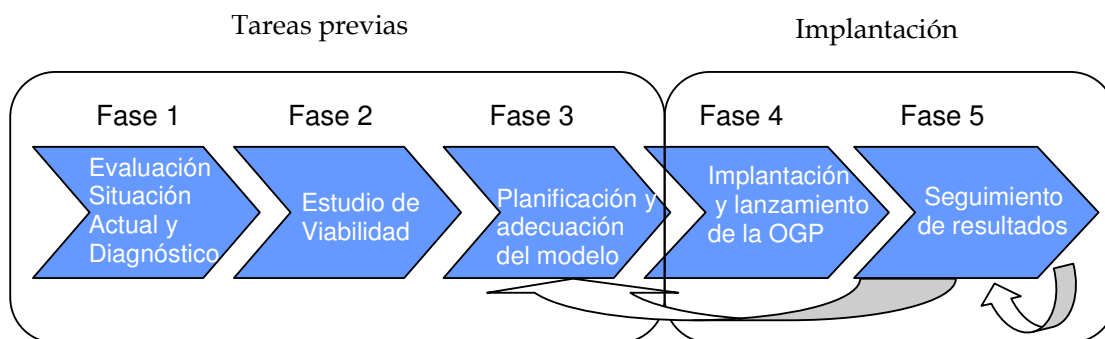 Tareas previas
Implantación
Fase 1
Fase 2
Fase 3
Fase 4
Fase 5
Evaluación
Situación
Actual y
Diagnóstico
Estudio de
Viabilidad
Planificación y
adecuación
del modelo
Implantación
y lanzamiento
de la OGP
Seguimiento
de resultados